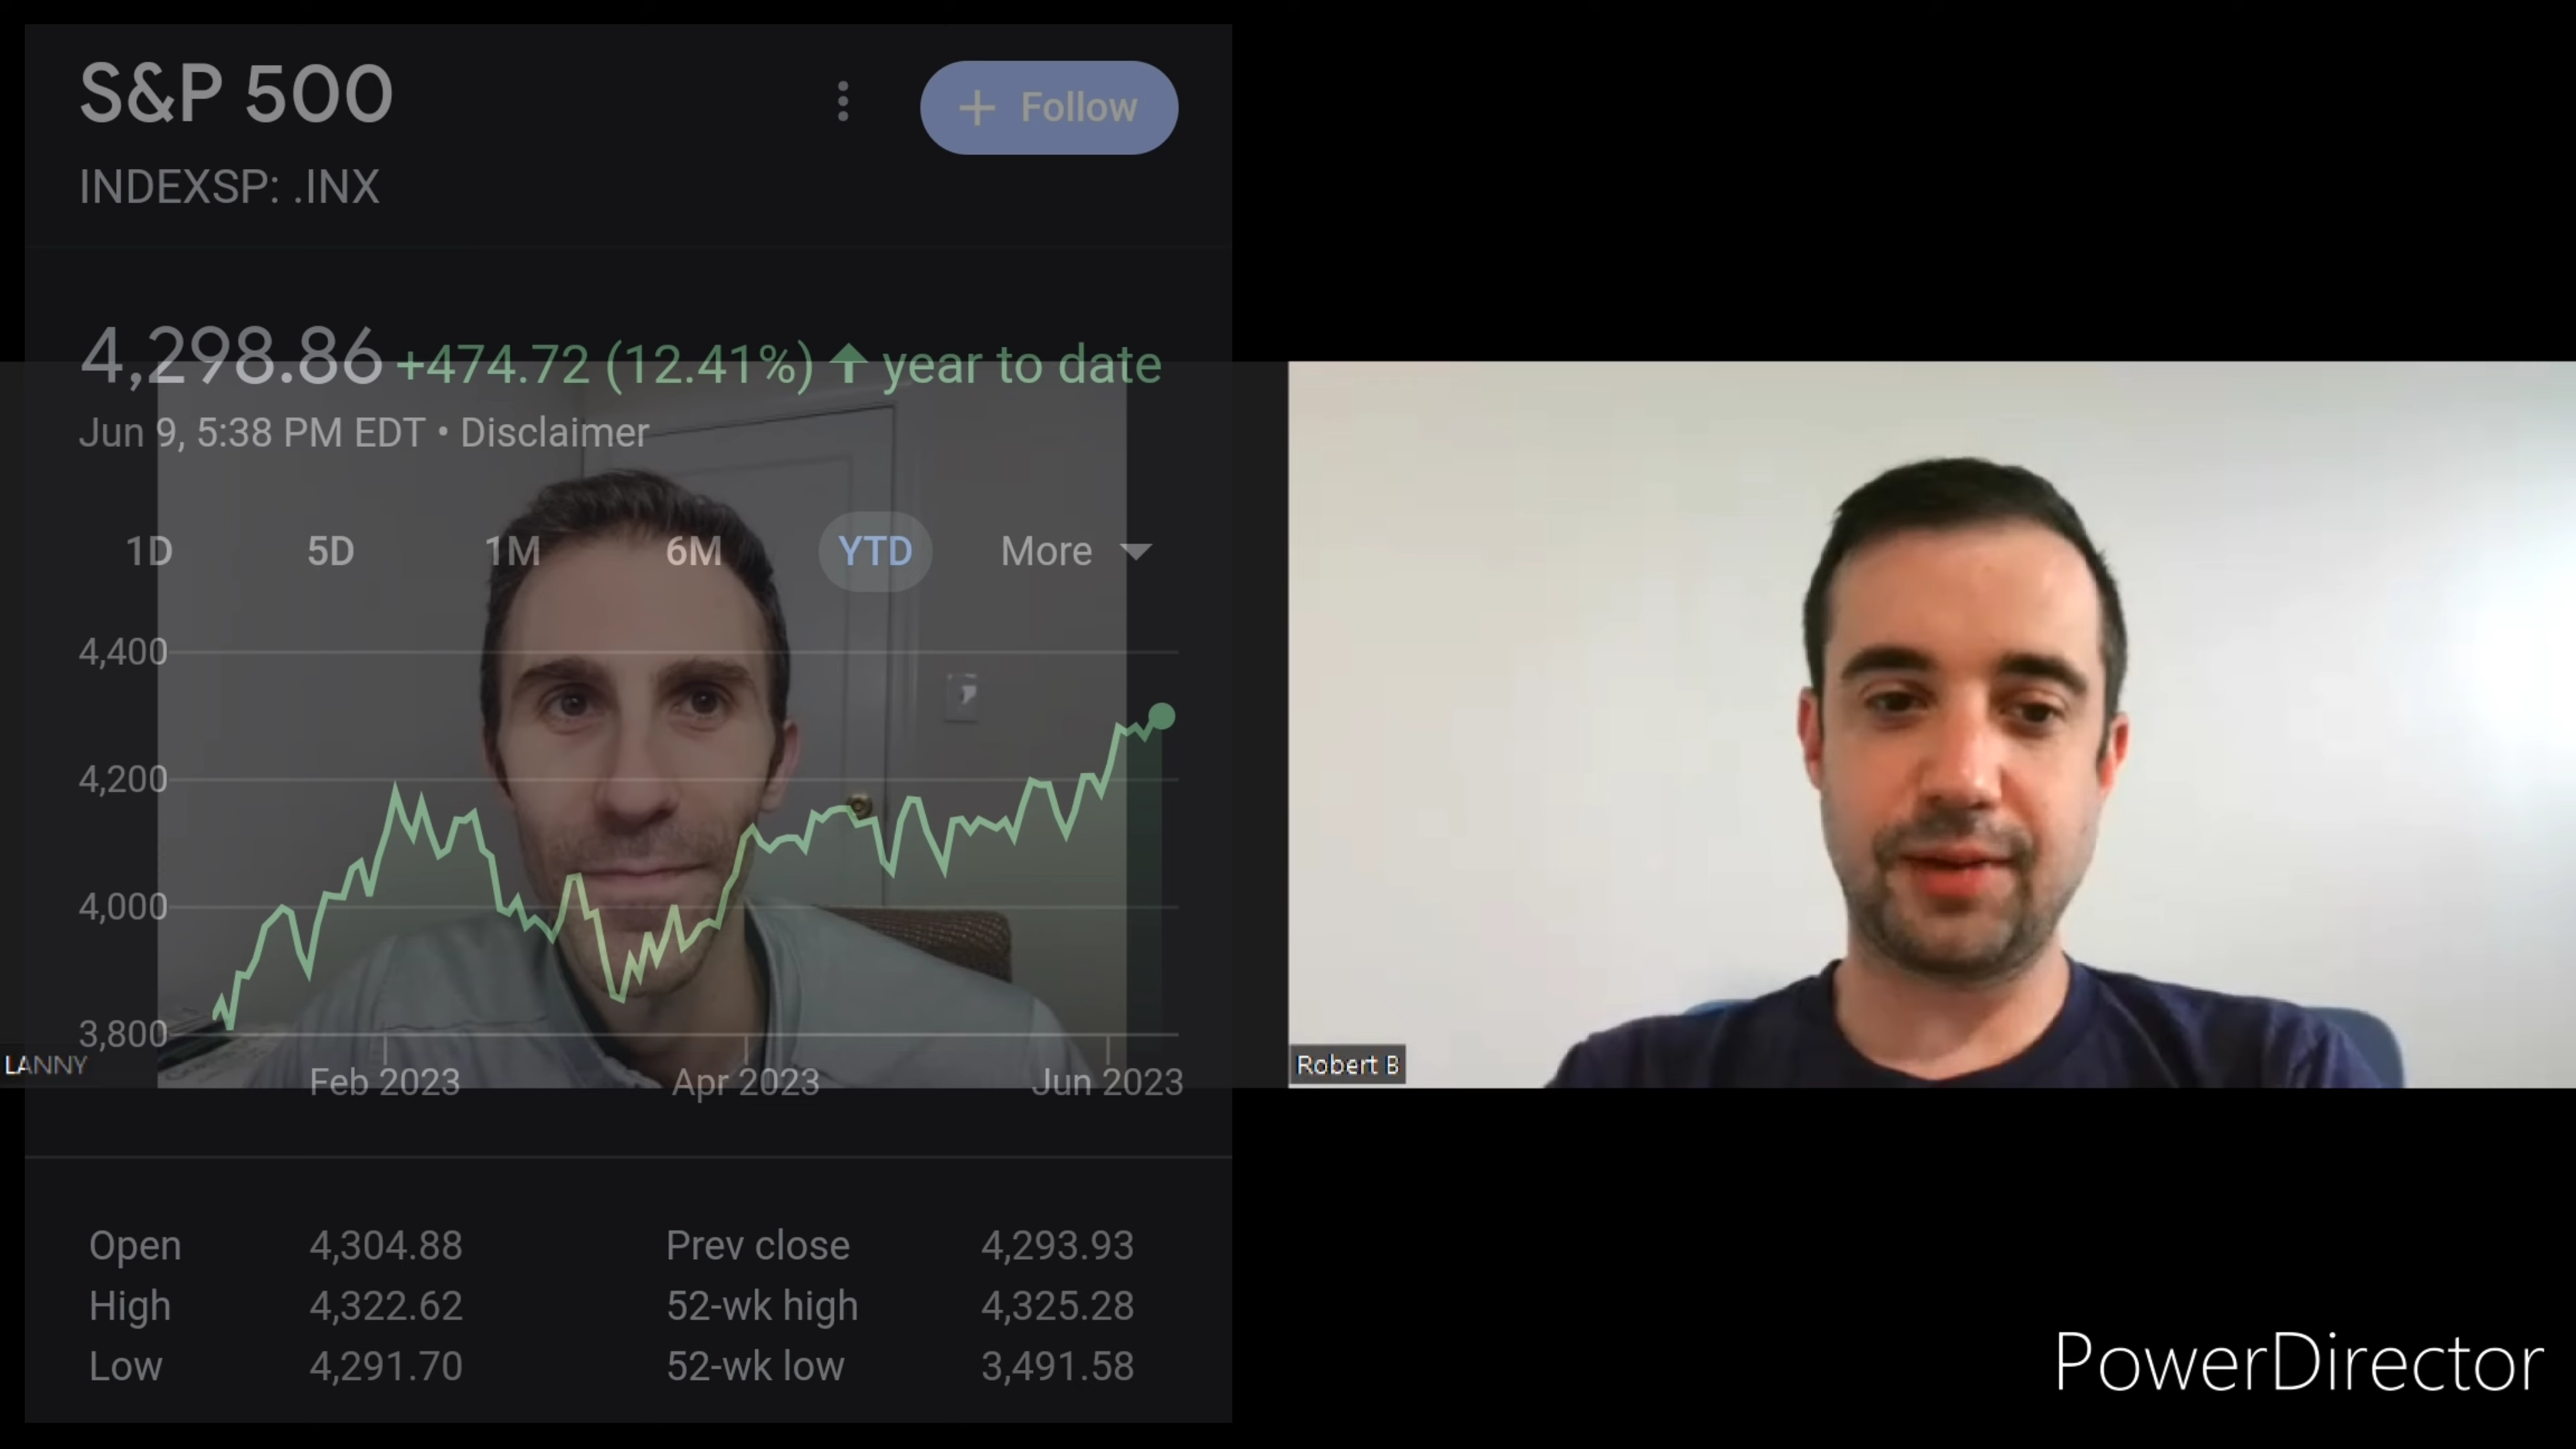 S&P 500
+ Follow
INDEXSP: .INX
4,298.86 +474.72 (12.41%) ↑ year to date
Jun 9, 5:38 PM EDT • Disclaimer
1D 5D 1M 6M YTD More
4,400
4,200
4,000
3,800
Feb 2023 Apr 2023 Jun 2023
LANNY
Robert B
Open 4,304.88 Prev close 4,293.93
High 4,322.62 52-wk high 4,325.28
Low 4,291.70 52-wk low 3,491.58
PowerDirector